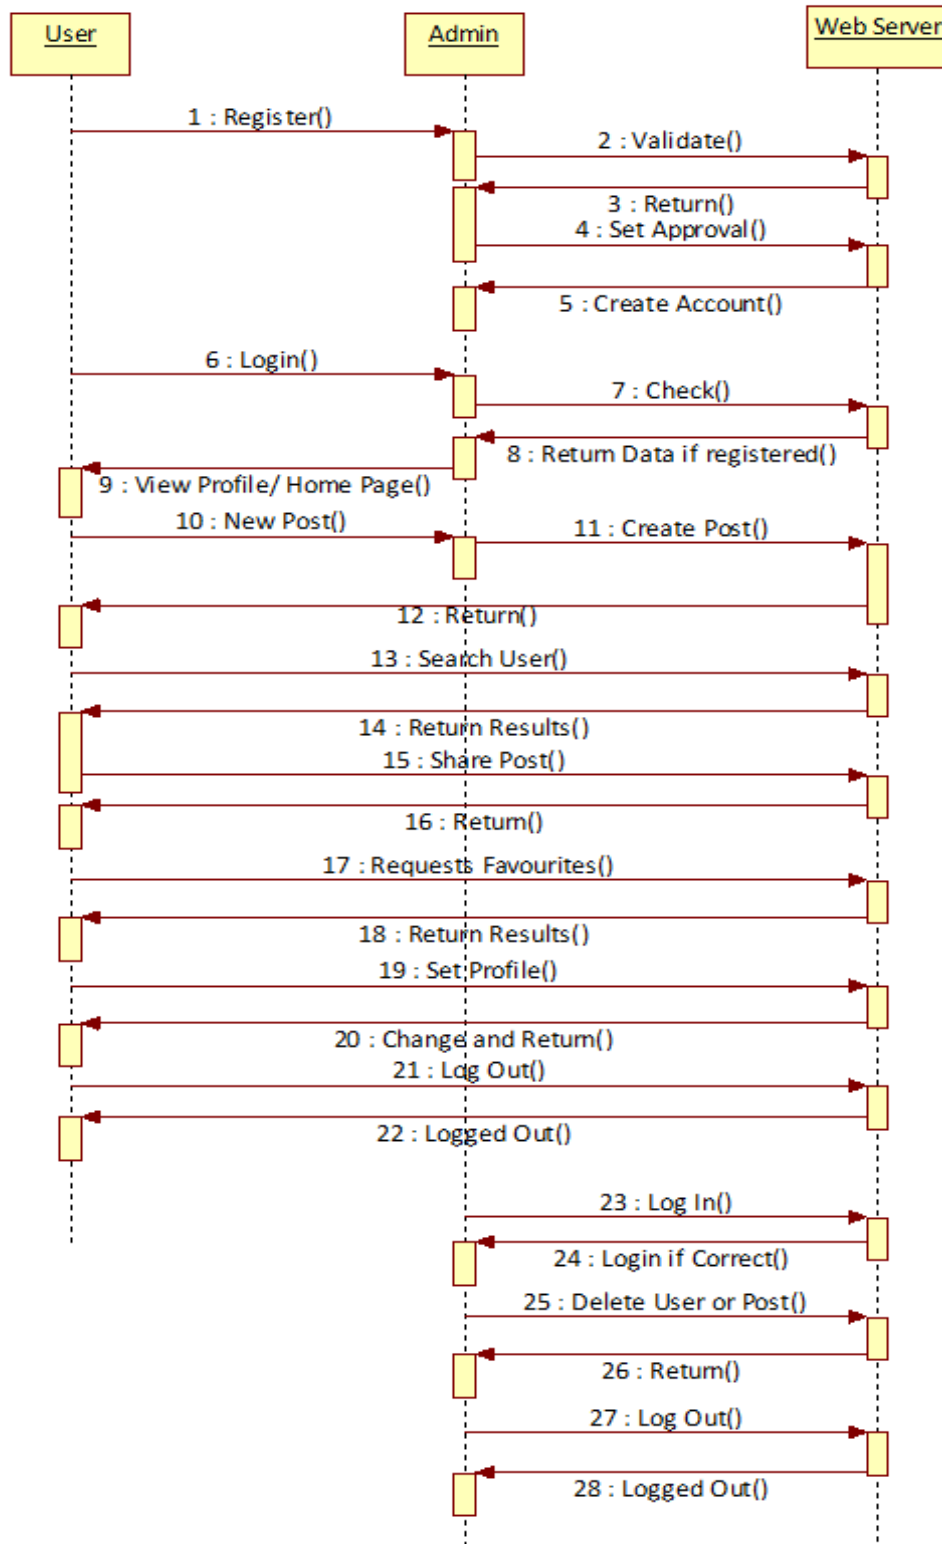 User
Admin
Web Server
1 : Register()
2 : Validate()
3 : Return()
4 : Set Approval()
5 : Create Account()
6 : Login()
7 : Check()
8 : Return Data if registered()
9 : View Profile/ Home Page()
10 : New Post()
11 : Create Post()
12 : Return()
13 : Search User()
14 : Return Results()
15 : Share Post()
16 : Return()
17 : Requests Favourites()
18 : Return Results()
19 : Set Profile()
20 : Change and Return()
21 : Log Out()
22 : Logged Out()
23 : Log In()
24 : Login if Correct()
25 : Delete User or Post()
26 : Return()
27 : Log Out()
28 : Logged Out()